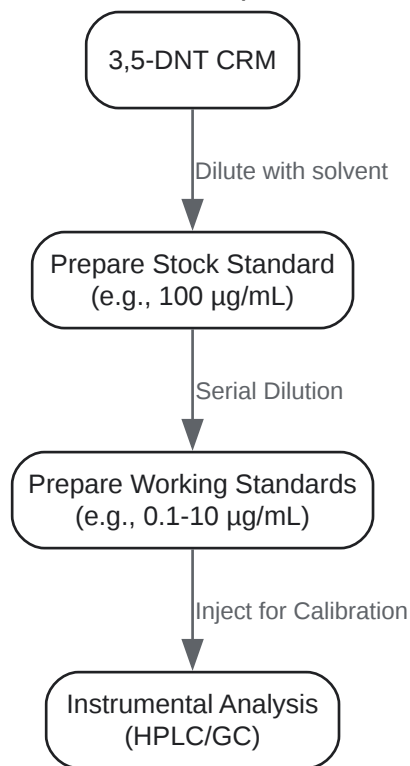 3,5-DNT CRM
Dilute with solvent
Prepare Stock Standard
(e.g., 100 µg/mL)
Serial Dilution
Prepare Working Standards
(e.g., 0.1-10 µg/mL)
Inject for Calibration
Instrumental Analysis
(HPLC/GC)